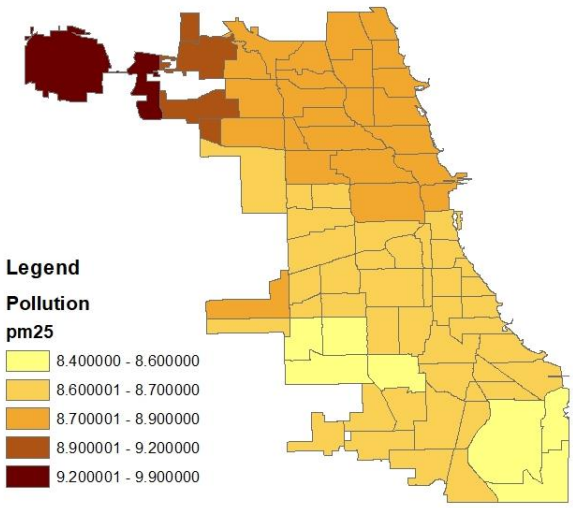 Legend
Pollution
pm25
8.400000 - 8.600000
8.600001 - 8.700000
8.700001 - 8.900000
8.900001 - 9.200000
9.200001 - 9.900000